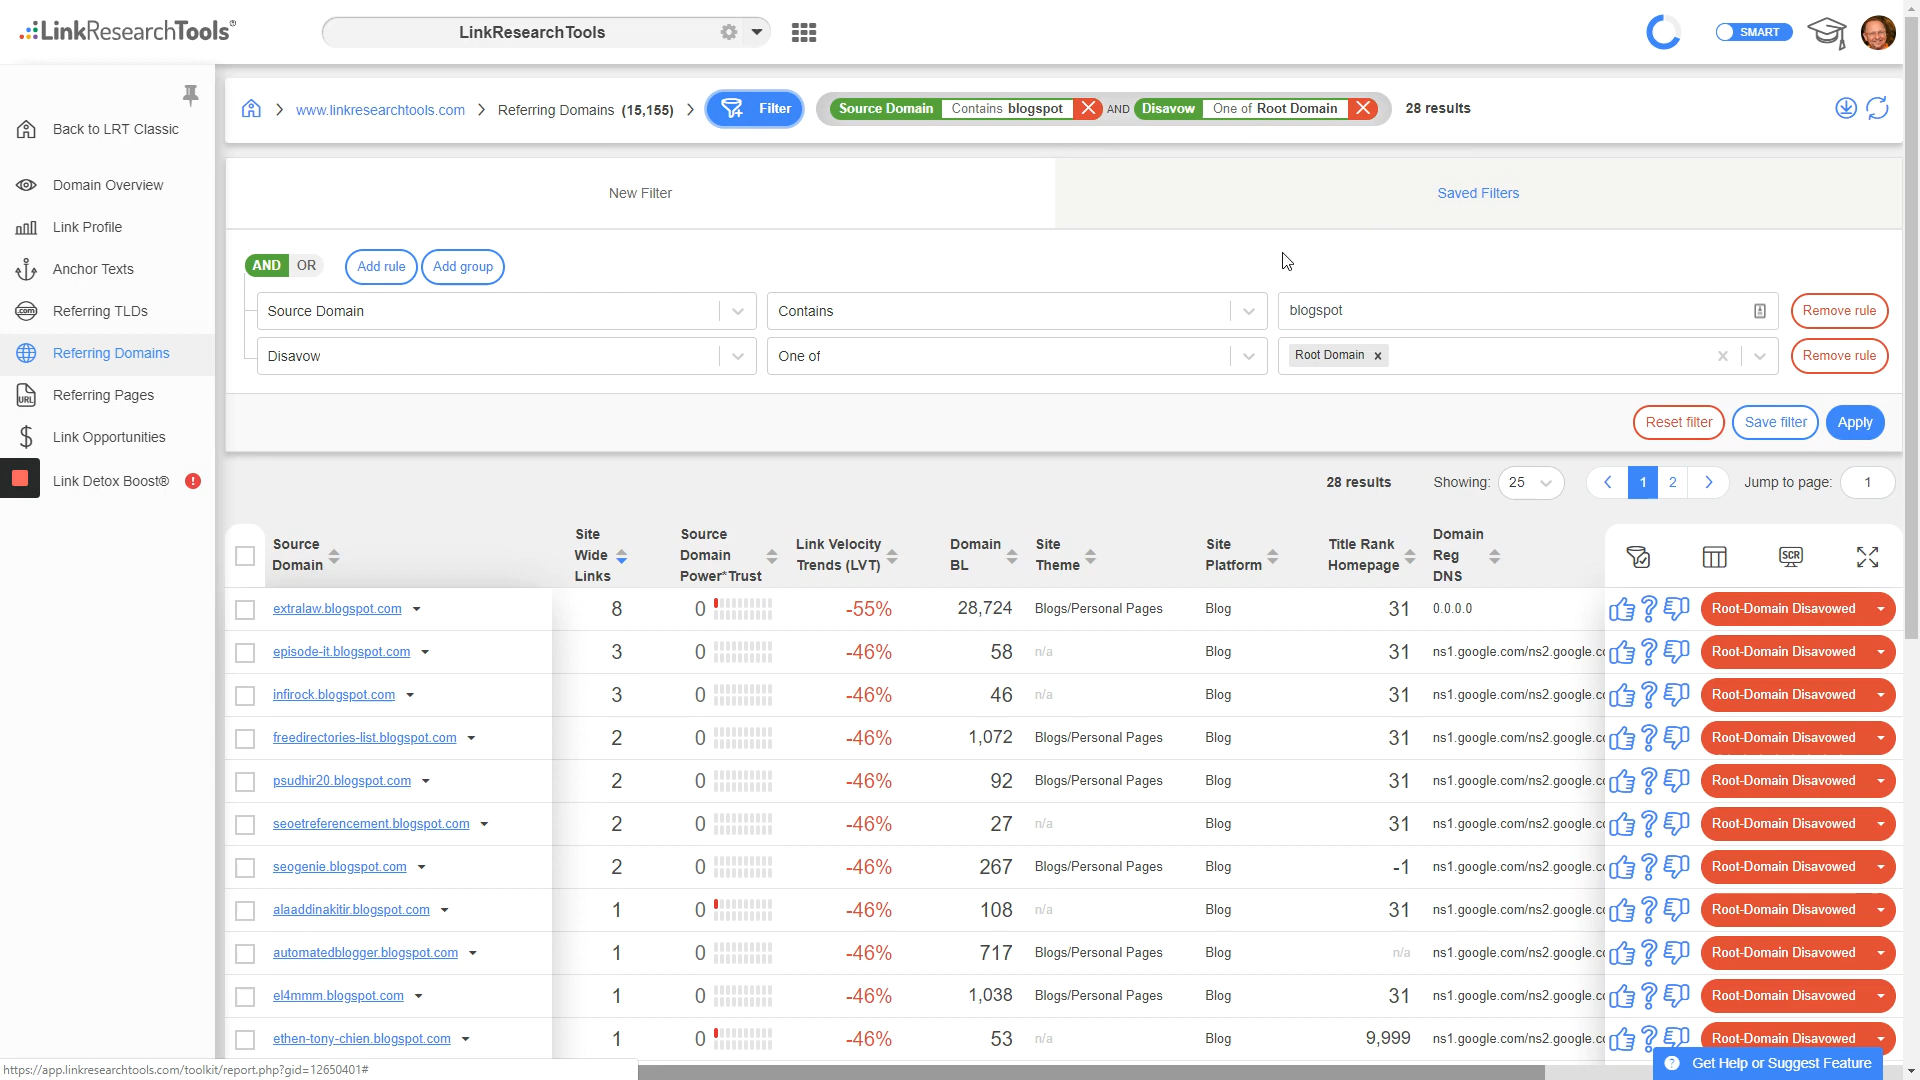 LinkResearchTools®
LinkResearchTools
SMART
www.linkresearchtools.com
Referring Domains (15,155)
Filter
Source Domain Contains blogspot AND Disavow One of Root Domain
28 results
Back to LRT Classic
Domain Overview
Link Profile
Anchor Texts
Referring TLDs
Referring Domains
Referring Pages
Link Opportunities
Link Detox Boost®
New Filter
Saved Filters
AND OR Add rule Add group
Source Domain Contains blogspot Remove rule
Disavow One of Root Domain x Remove rule
Reset filter Save filter Apply
28 results Showing: 25 1 2 Jump to page: 1
Source Domain
Site Wide Links
Source Domain Power*Trust
Link Velocity Trends (LVT)
Domain BL
Site Theme
Site Platform
Title Rank Homepage
Domain Reg DNS
SCR
extralaw.blogspot.com 8 0 -55% 28,724 Blogs/Personal Pages Blog 31 0.0.0.0 Root-Domain Disavowed
episode-it.blogspot.com 3 0 -46% 58 n/a Blog 31 ns1.google.com/ns2.google.co Root-Domain Disavowed
infirock.blogspot.com 3 0 -46% 46 n/a Blog 31 ns1.google.com/ns2.google.co Root-Domain Disavowed
freedirectories-list.blogspot.com 2 0 -46% 1,072 Blogs/Personal Pages Blog 31 ns1.google.com/ns2.google.co Root-Domain Disavowed
psudhir20.blogspot.com 2 0 -46% 92 Blogs/Personal Pages Blog 31 ns1.google.com/ns2.google.co Root-Domain Disavowed
seoetreferencement.blogspot.com 2 0 -46% 27 n/a Blog 31 ns1.google.com/ns2.google.co Root-Domain Disavowed
seogenie.blogspot.com 2 0 -46% 267 Blogs/Personal Pages Blog -1 ns1.google.com/ns2.google.co Root-Domain Disavowed
alaaddinakitir.blogspot.com 1 0 -46% 108 n/a Blog 31 ns1.google.com/ns2.google.co Root-Domain Disavowed
automatedblogger.blogspot.com 1 0 -46% 717 Blogs/Personal Pages Blog n/a ns1.google.com/ns2.google.co Root-Domain Disavowed
el4mmm.blogspot.com 1 0 -46% 1,038 Blogs/Personal Pages Blog 31 ns1.google.com/ns2.google.co Root-Domain Disavowed
ethen-tony-chien.blogspot.com 1 0 -46% 53 n/a Blog 9,999 ns1.google.com/ns2.google.co Root-Domain Disavowed
https://app.linkresearchtools.com/toolkit/report.php?gid=12650401#
Get Help or Suggest Feature